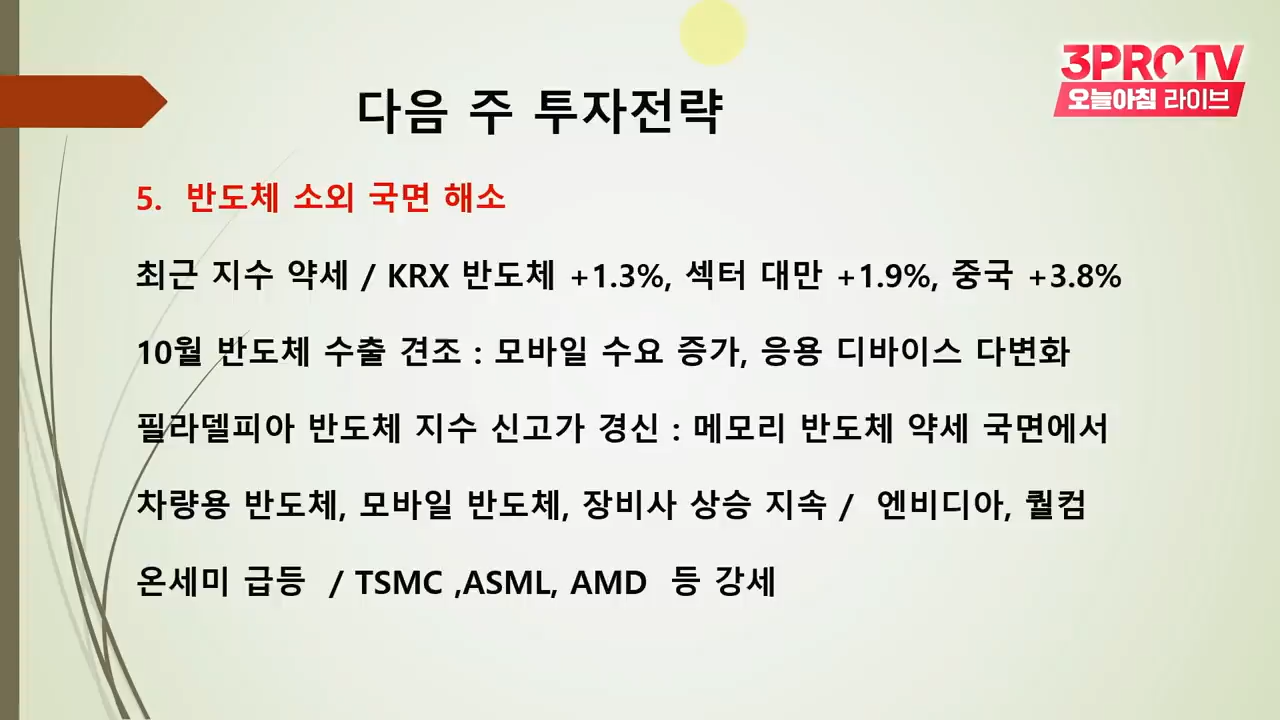 3PRO TV
오늘아침 라이브
다음 주 투자전략
5. 반도체 소외 국면 해소
최근 지수 약세 / KRX 반도체 +1.3%, 섹터 대만 +1.9%, 중국 +3.8%
10월 반도체 수출 견조 : 모바일 수요 증가, 응용 디바이스 다변화
필라델피아 반도체 지수 신고가 경신 : 메모리 반도체 약세 국면에서
차량용 반도체, 모바일 반도체, 장비사 상승 지속 / 엔비디아, 퀄컴
온세미 급등 / TSMC ,ASML, AMD 등 강세